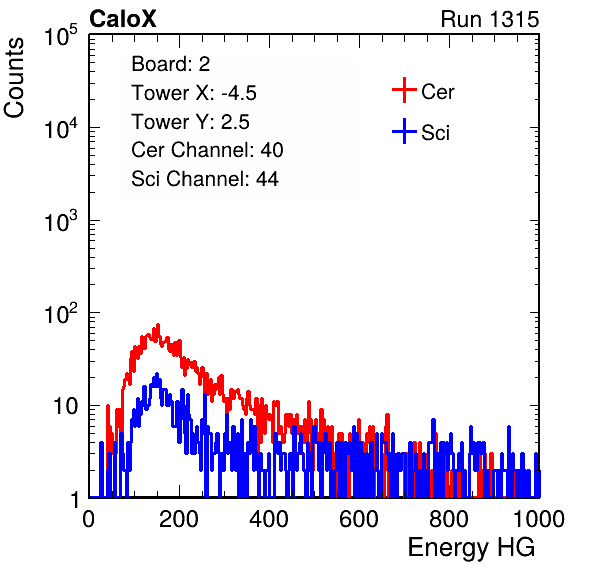 CaloX Run 1315
Counts
10^5
10^4
10^3
10^2
10
1
Board: 2
Tower X: -4.5
Tower Y: 2.5
Cer Channel: 40
Sci Channel: 44
Cer
Sci
0 200 400 600 800 1000
Energy HG